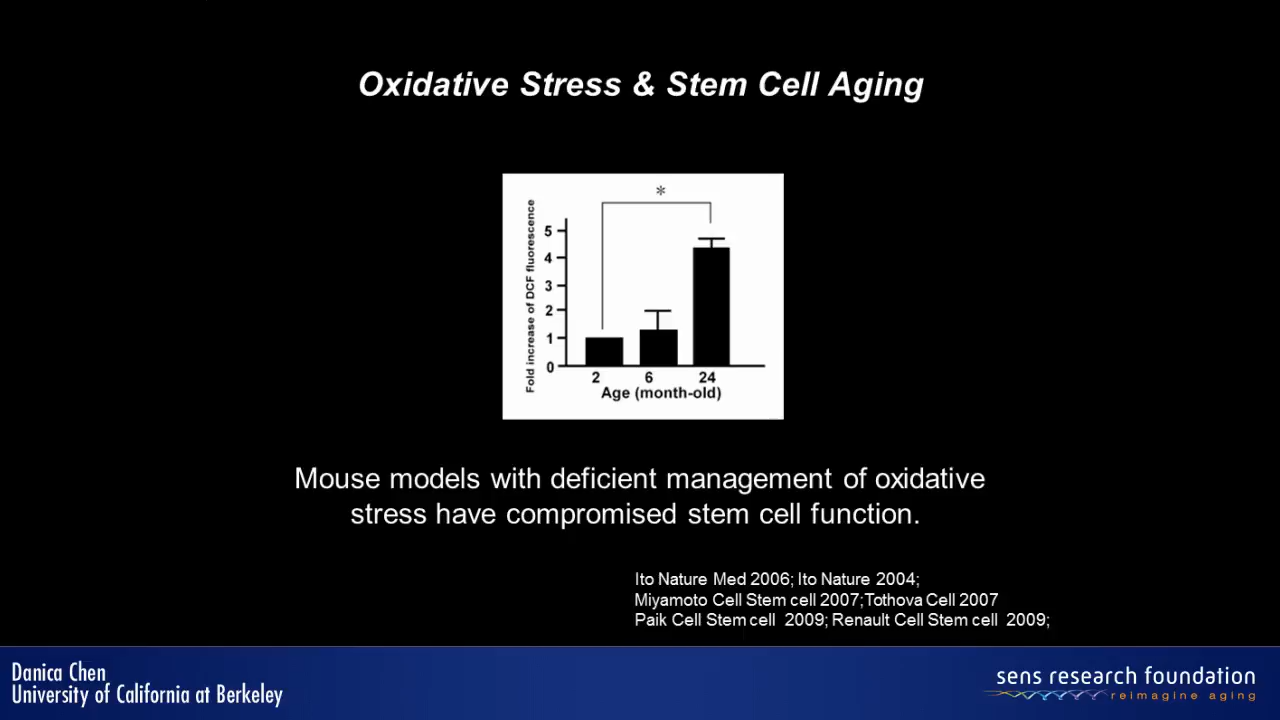 Oxidative Stress & Stem Cell Aging
*
Fold increase of DCF fluorescence
5
4
3
2
1
0
2 6 24
Age (month-old)
Mouse models with deficient management of oxidative
stress have compromised stem cell function.
Ito Nature Med 2006; Ito Nature 2004;
Miyamoto Cell Stem cell 2007;Tothova Cell 2007
Paik Cell Stem cell 2009; Renault Cell Stem cell 2009;
Danica Chen
University of California at Berkeley
sens research foundation
reimagine aging